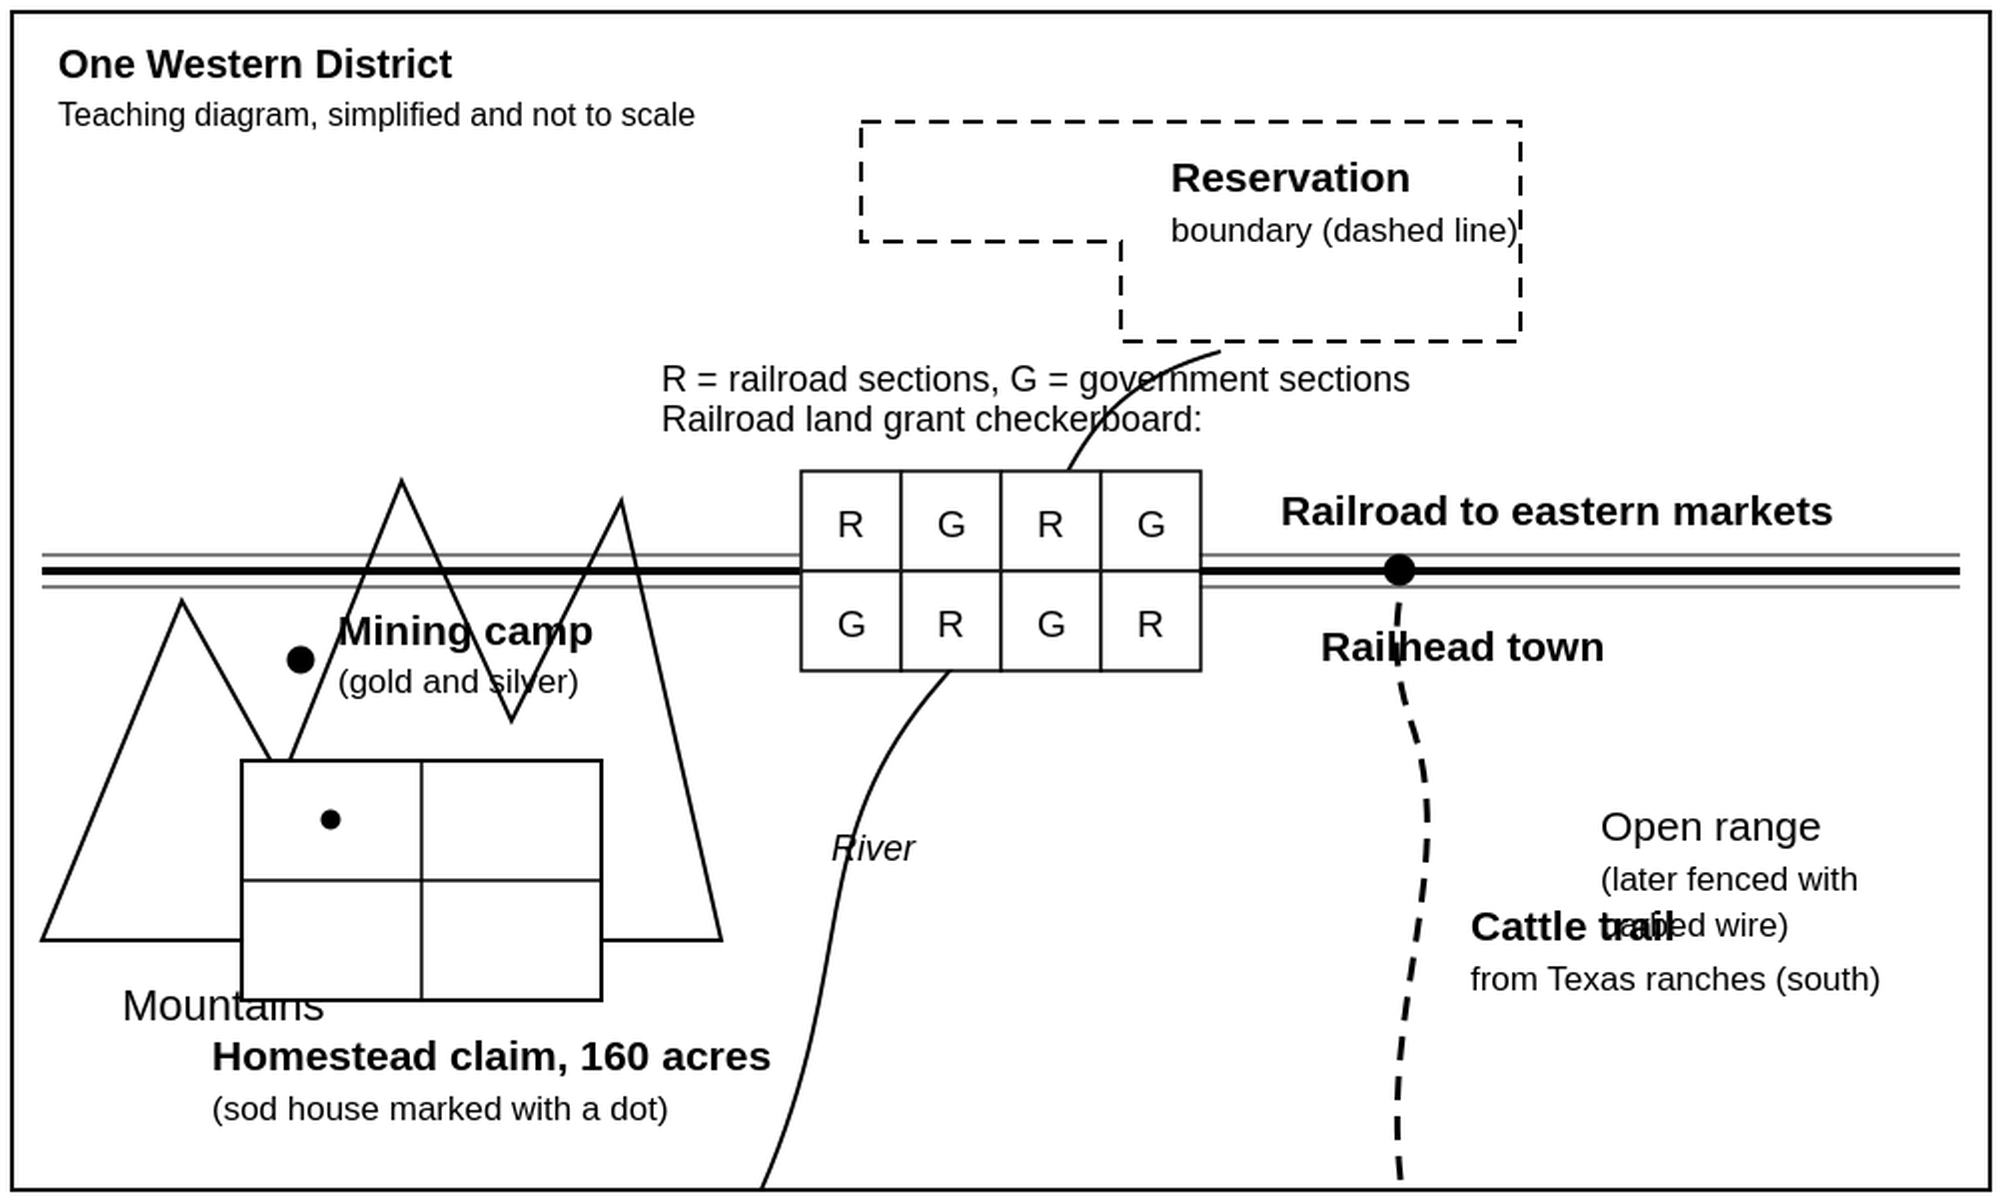 One Western District
Teaching diagram, simplified and not to scale
Reservation
boundary (dashed line)
R = railroad sections, G = government sections
Railroad land grant checkerboard:
R G R G
G R G R
Railroad to eastern markets
Railhead town
Mining camp
(gold and silver)
River
Open range
(later fenced with
barbed wire)
Cattle trail
from Texas ranches (south)
Mountains
Homestead claim, 160 acres
(sod house marked with a dot)